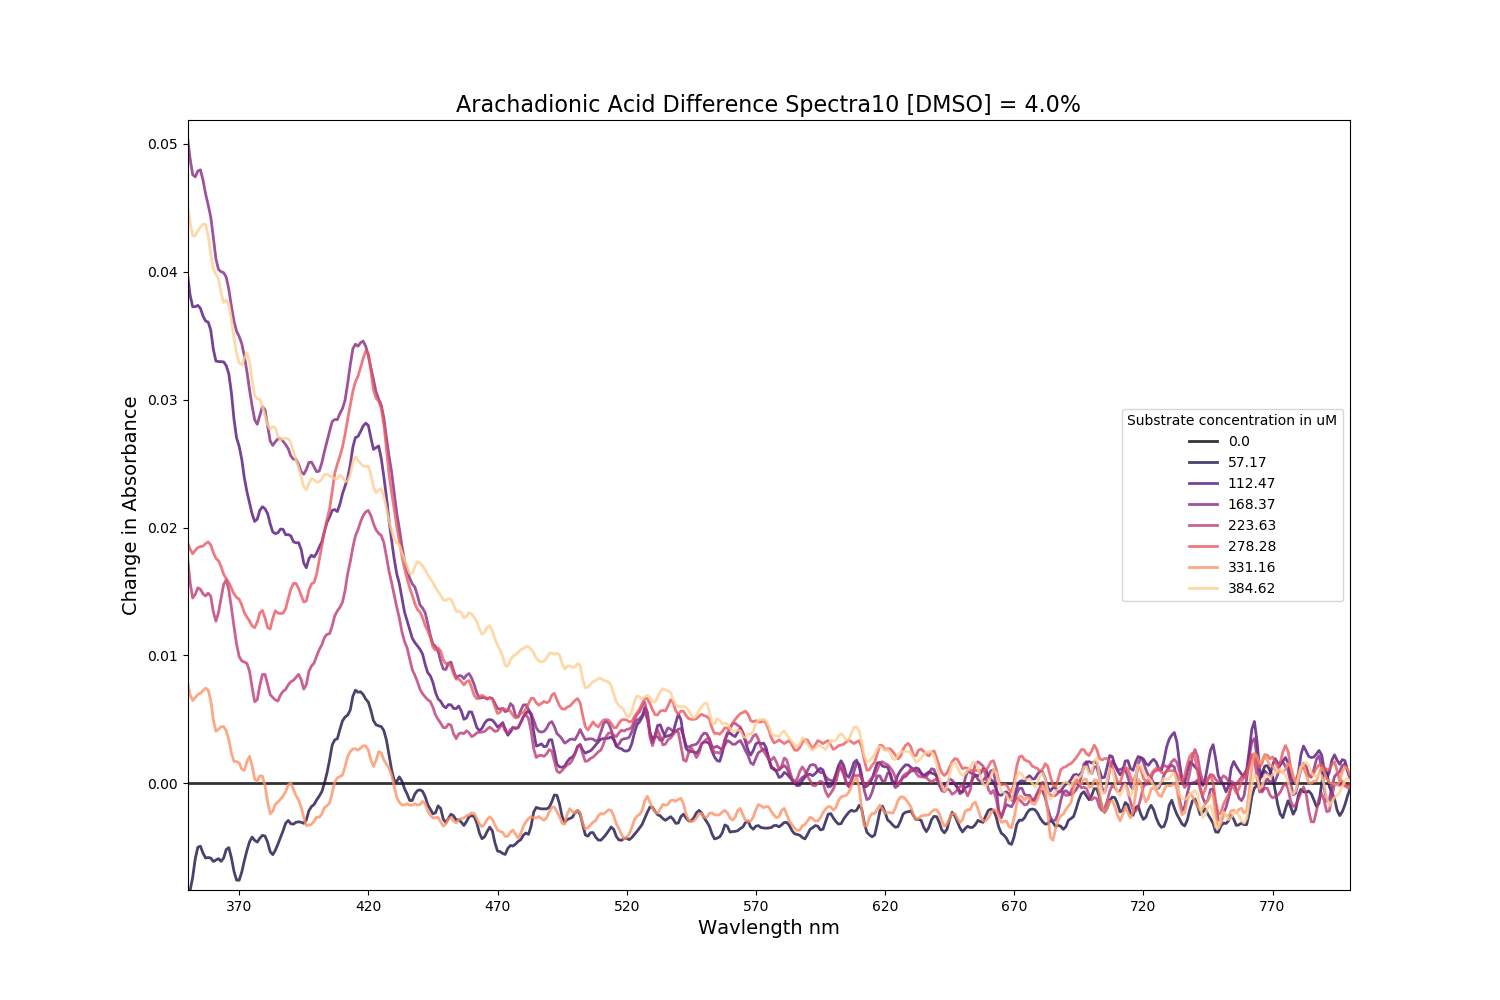 Arachadionic Acid Difference Spectra10 [DMSO] = 4.0%
Change in Absorbance
0.05
0.04
0.03
0.02
0.01
0.00
Substrate concentration in uM
0.0
57.17
112.47
168.37
223.63
278.28
331.16
384.62
370 420 470 520 570 620 670 720 770
Wavlength nm